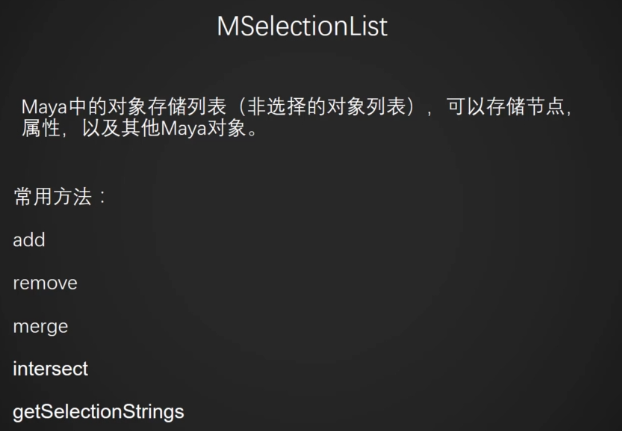 MSelectionList
Maya中的对象存储列表（非选择的对象列表），可以存储节点，
属性，以及其他Maya对象。
常用方法：
add
remove
merge
intersect
getSelectionStrings